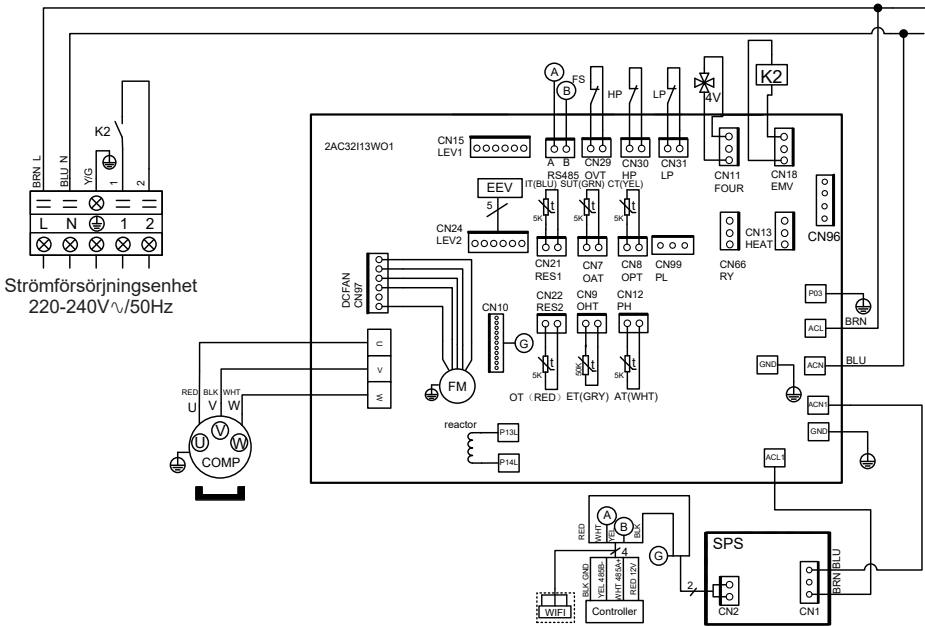 BRN L
BLU N
Y/G
K2
1
2
L N 1 2
Strömförsörjningsenhet
220-240V∿/50Hz
2AC32I13WO1
CN15
LEV1
EEV
5
CN24
LEV2
A
B
FS
HP
LP
4V
K2
A B
RS485
CN29
OVT
CN30
HP
CN31
LP
CN11
FOUR
CN18
EMV
IT(BLU) SUT(GRN) CT(YEL)
5K t
5K t
5K t
CN21
RES1
CN7
OAT
CN8
OPT
CN99
PL
CN66
RY
CN13
HEAT
CN96
DCFAN
CN97
CN10
G
CN22
RES2
CN9
OHT
CN12
PH
5K t
50K t
5K t
OT（RED） ET(GRY) AT(WHT)
P03
ACL BRN
ACN BLU
GND
ACN1
GND
ACL1
U
V
W
FM
RED BLK WHT
U V W
U V W
COMP
reactor
P13L
P14L
RED
WHT
YEL
BLK
A
B
G
4
2
BLK GND
YEL 485B-
WHT 485A+
RED 12V
WIFI
Controller
SPS
CN2
CN1
BRN BLU